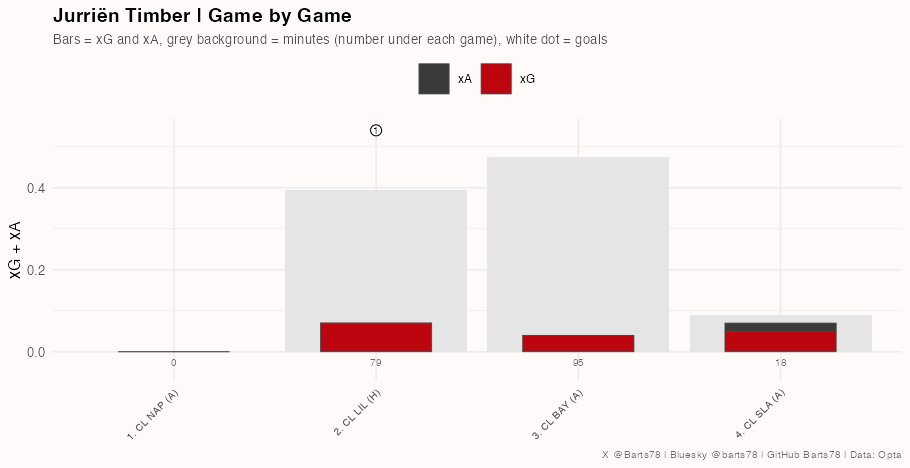 Jurriën Timber | Game by Game
Bars = xG and xA, grey background = minutes (number under each game), white dot = goals
xA xG
1
0.4
0.2
0.0
xG + xA
0 79 95 18
1. CL NAP (A)
2. CL LIL (H)
3. CL BAY (A)
4. CL SLA (A)
X @Barts78 | Bluesky @barts78 | GitHub Barts78 | Data: Opta